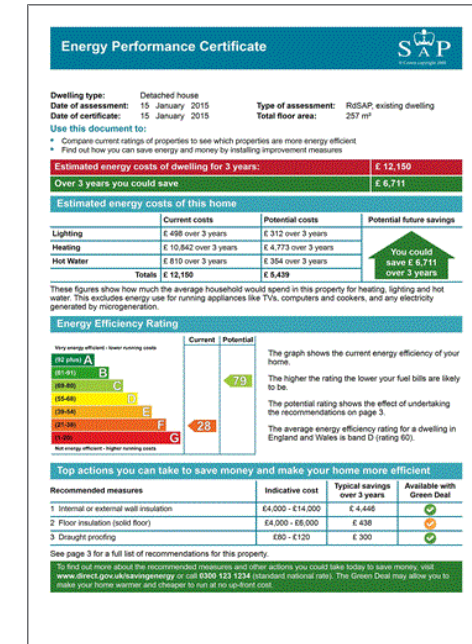 Energy Performance Certificate
SAP
© Crown copyright 2009
Dwelling type: Detached house
Date of assessment: 15 January 2015 Type of assessment: RdSAP, existing dwelling
Date of certificate: 15 January 2015 Total floor area: 257 m²
Use this document to:
• Compare current ratings of properties to see which properties are more energy efficient
• Find out how you can save energy and money by installing improvement measures
Estimated energy costs of dwelling for 3 years: £ 12,150
Over 3 years you could save £ 6,711
Estimated energy costs of this home
Current costs Potential costs Potential future savings
Lighting £ 498 over 3 years £ 312 over 3 years
Heating £ 10,842 over 3 years £ 4,773 over 3 years
Hot Water £ 810 over 3 years £ 354 over 3 years
Totals £ 12,150 £ 5,439
You could
save £ 6,711
over 3 years
These figures show how much the average household would spend in this property for heating, lighting and hot
water. This excludes energy use for running appliances like TVs, computers and cookers, and any electricity
generated by microgeneration.
Energy Efficiency Rating
Current Potential
Very energy efficient - lower running costs
(92 plus) A
(81-91) B
(69-80) C
(55-68) D
(39-54) E
(21-38) F
(1-20) G
Not energy efficient - higher running costs
28
79
The graph shows the current energy efficiency of your
home.
The higher the rating the lower your fuel bills are likely
to be.
The potential rating shows the effect of undertaking
the recommendations on page 3.
The average energy efficiency rating for a dwelling in
England and Wales is band D (rating 60).
Top actions you can take to save money and make your home more efficient
Recommended measures Indicative cost Typical savings over 3 years Available with Green Deal
1 Internal or external wall insulation £4,000 - £14,000 £ 4,446
2 Floor insulation (solid floor) £4,000 - £6,000 £ 438
3 Draught proofing £80 - £120 £ 300
See page 3 for a full list of recommendations for this property.
To find out more about the recommended measures and other actions you could take today to save money, visit
www.direct.gov.uk/savingenergy or call 0300 123 1234 (standard national rate). The Green Deal may allow you to
make your home warmer and cheaper to run at no up-front cost.